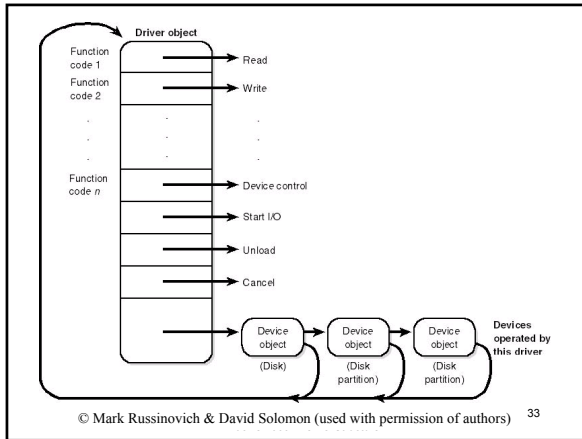 Driver object
Function
code 1
Read
Function
code 2
Write
.
.
.
.
.
.
.
.
.
Function
code n
Device control
Start I/O
Unload
Cancel
Device
object
(Disk)
Device
object
(Disk
partition)
Device
object
(Disk
partition)
Devices
operated by
this driver
© Mark Russinovich & David Solomon (used with permission of authors)
33